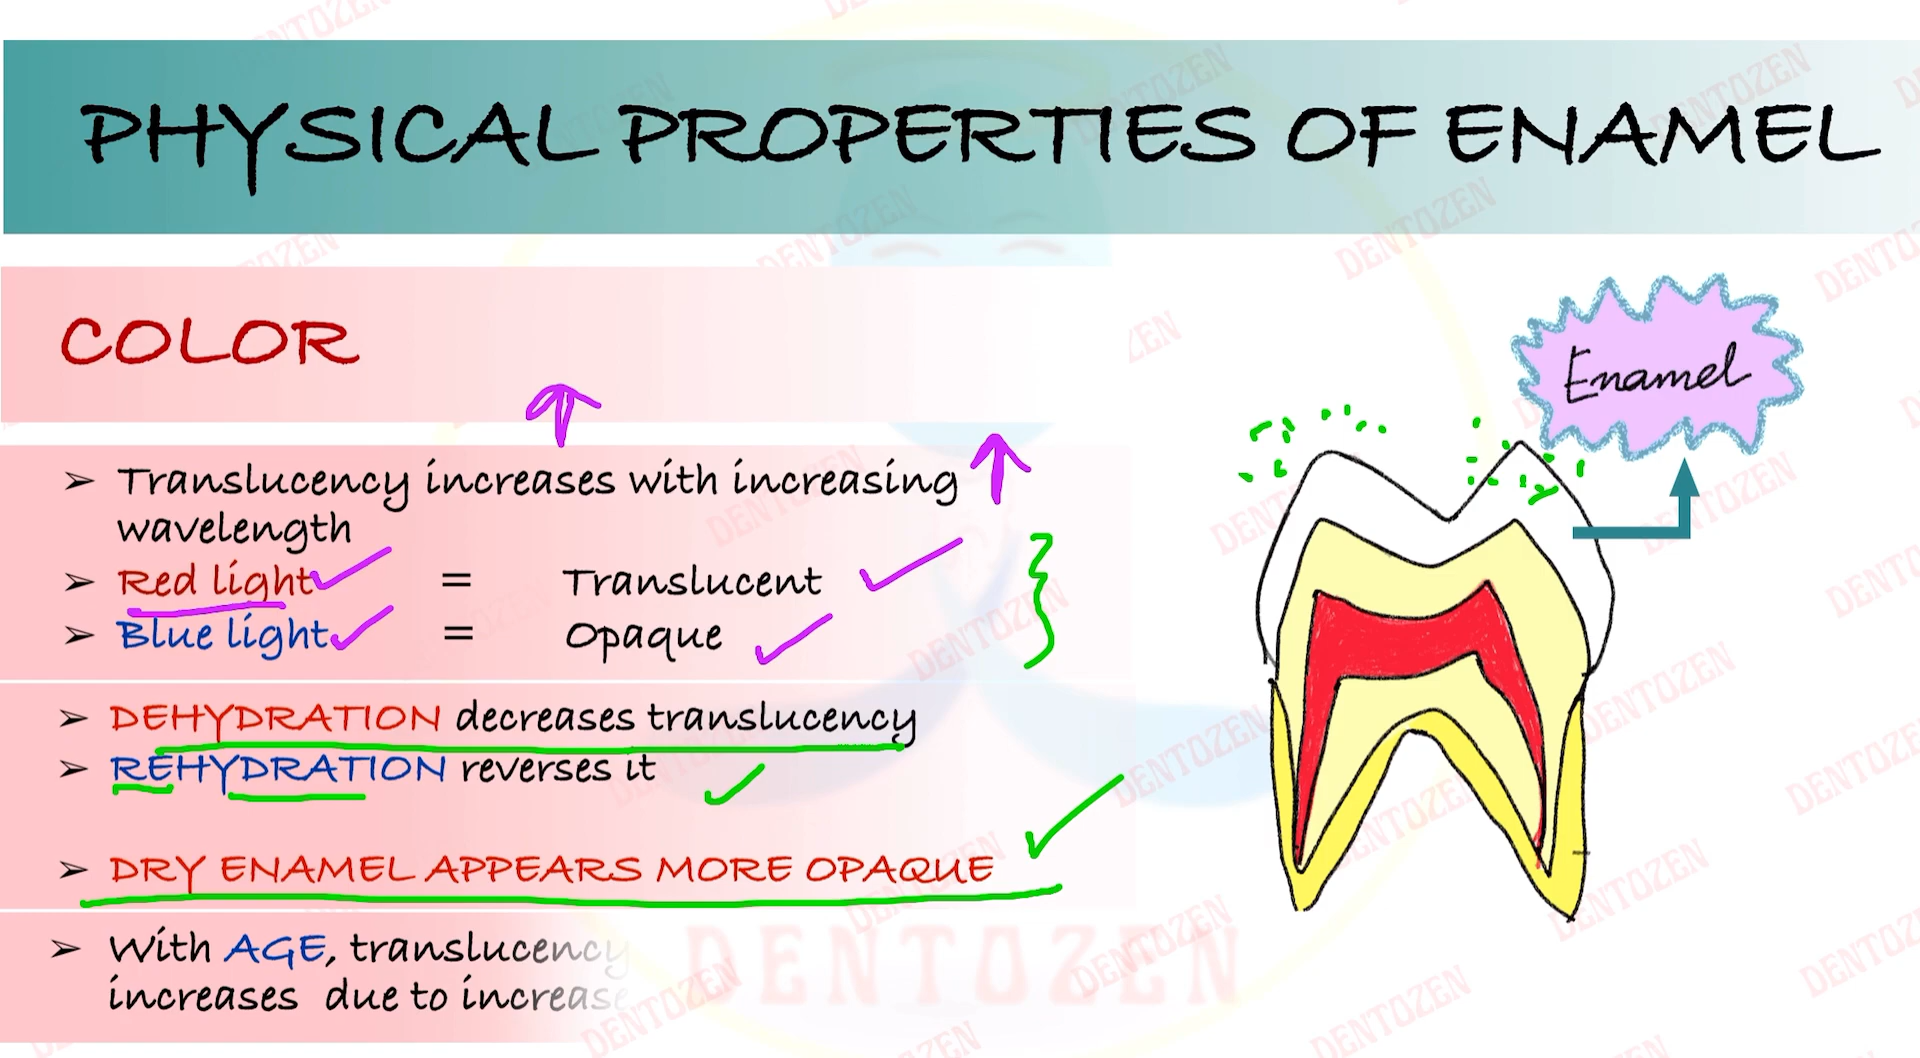 PHYSICAL PROPERTIES OF ENAMEL
COLOR
➢ Translucency increases with increasing
wavelength
➢ Red light = Translucent
➢ Blue light = Opaque
➢ DEHYDRATION decreases translucency
➢ REHYDRATION reverses it
➢ DRY ENAMEL APPEARS MORE OPAQUE
➢ With AGE, translucency
increases due to increase
Enamel
DENTOZEN